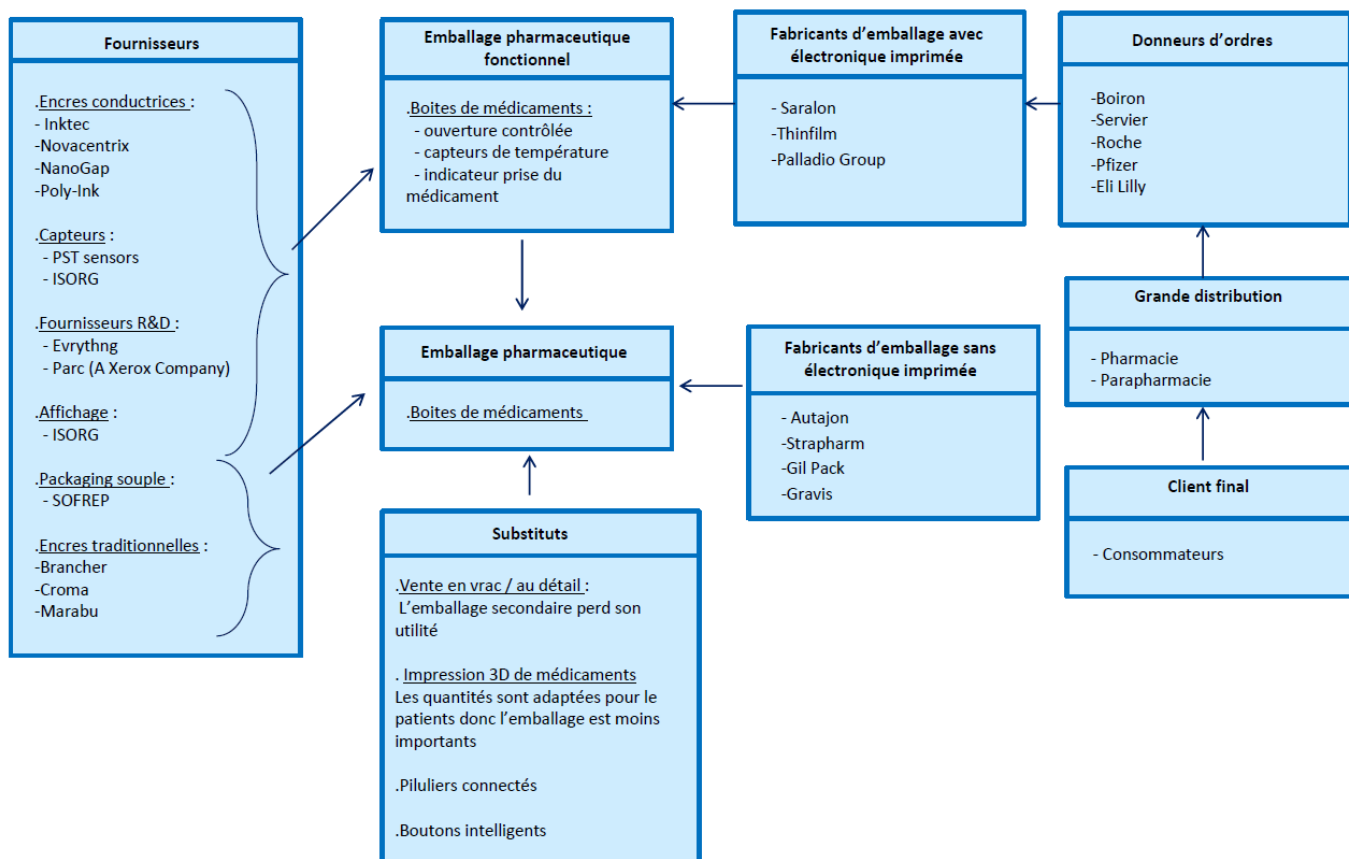 Fournisseurs
.Encres conductrices :
- Inktec
-Novacentrix
-NanoGap
-Poly-Ink
.Capteurs :
- PST sensors
- ISORG
.Fournisseurs R&D :
- Evrythng
- Parc (A Xerox Company)
.Affichage :
- ISORG
.Packaging souple :
- SOFREP
.Encres traditionnelles :
-Brancher
-Croma
-Marabu
Emballage pharmaceutique
fonctionnel
.Boites de médicaments :
- ouverture contrôlée
- capteurs de température
- indicateur prise du
médicament
Fabricants d'emballage avec
électronique imprimée
- Saralon
-Thinfilm
-Palladio Group
Donneurs d'ordres
-Boiron
-Servier
-Roche
-Pfizer
-Eli Lilly
Emballage pharmaceutique
.Boites de médicaments
Fabricants d'emballage sans
électronique imprimée
- Autajon
-Strapharm
-Gil Pack
-Gravis
Grande distribution
- Pharmacie
- Parapharmacie
Client final
- Consommateurs
Substituts
.Vente en vrac / au détail :
L'emballage secondaire perd son
utilité
. Impression 3D de médicaments
Les quantités sont adaptées pour le
patients donc l'emballage est moins
importants
.Piluliers connectés
.Boutons intelligents